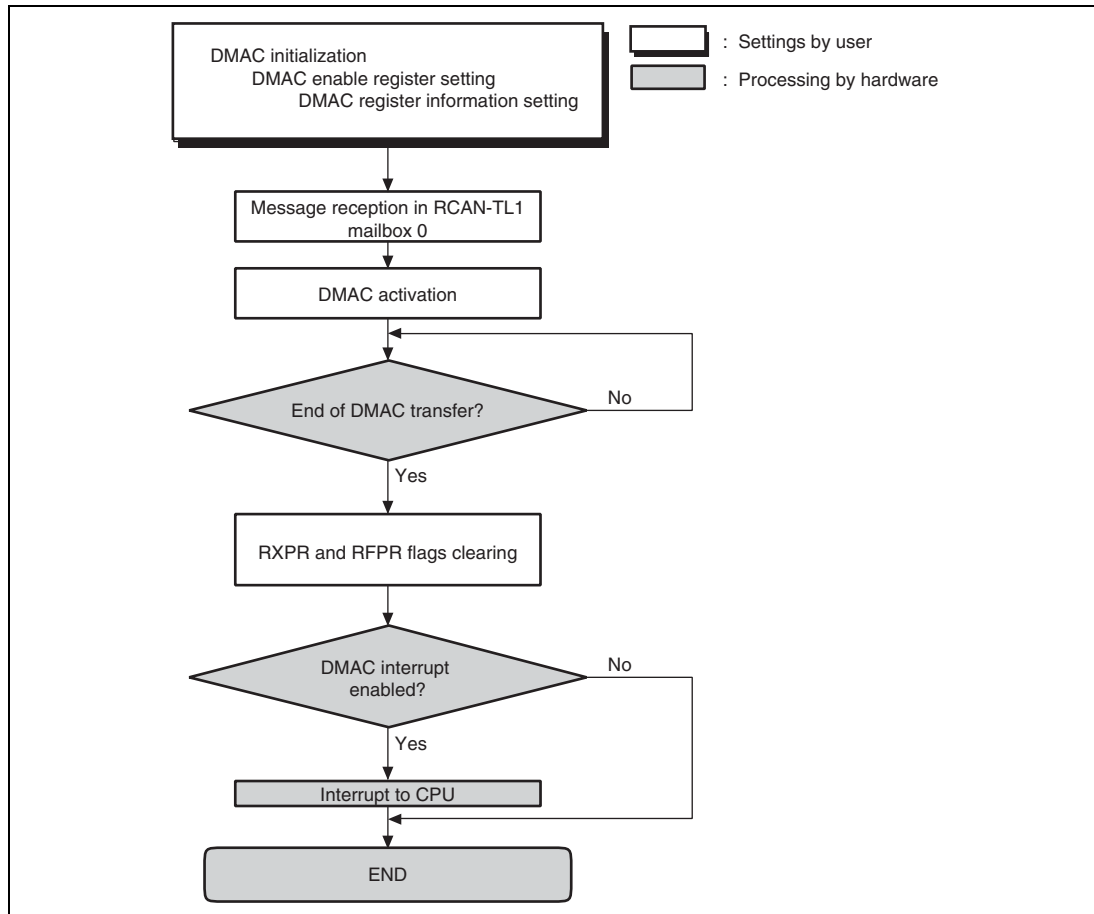 DMAC initialization
DMAC enable register setting
DMAC register information setting
: Settings by user
: Processing by hardware
Message reception in RCAN-TL1
mailbox 0
DMAC activation
End of DMAC transfer?
No
Yes
RXPR and RFPR flags clearing
DMAC interrupt
enabled?
No
Yes
Interrupt to CPU
END